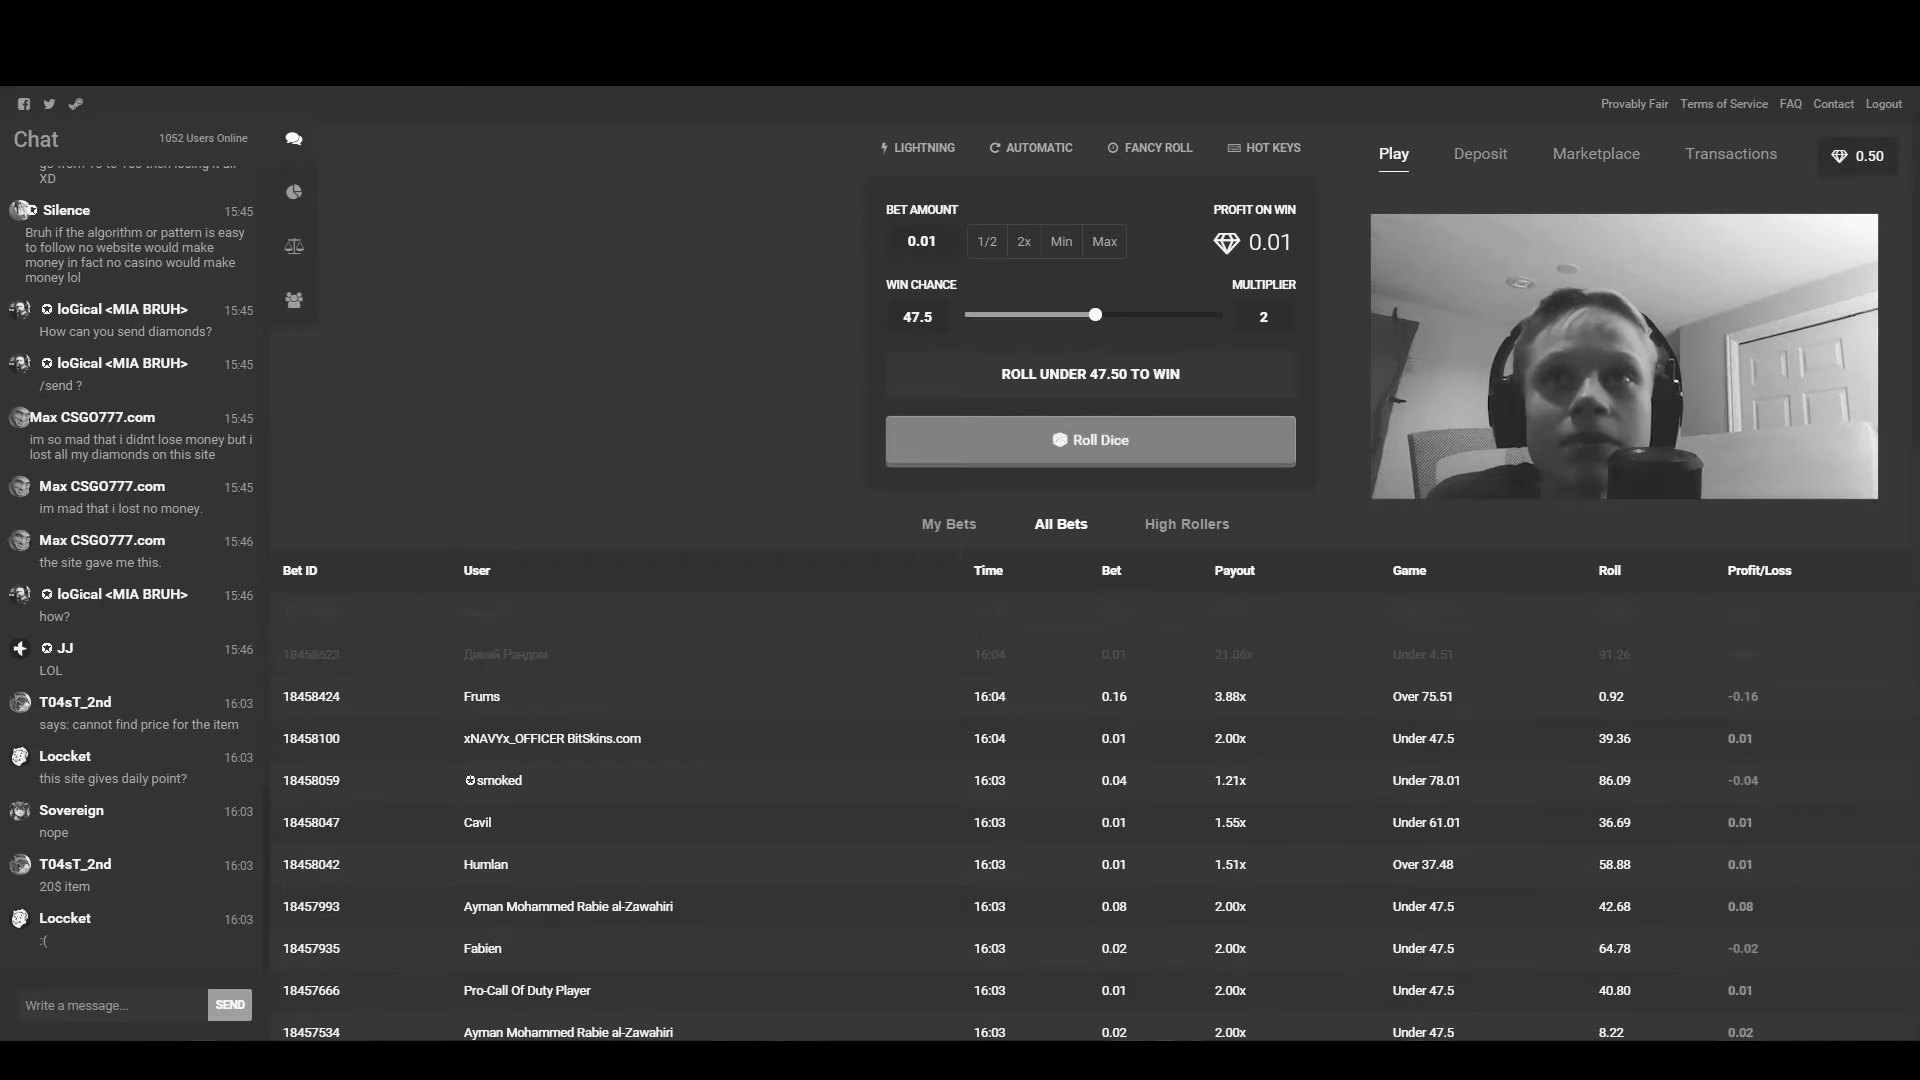 Provably Fair Terms of Service FAQ Contact Logout
Chat 1052 Users Online
XD
Silence 15:45
Bruh if the algorithm or pattern is easy
to follow no website would make
money in fact no casino would make
money lol
loGical <MIA BRUH> 15:45
How can you send diamonds?
loGical <MIA BRUH> 15:45
/send ?
Max CSGO777.com 15:45
im so mad that i didnt lose money but i
lost all my diamonds on this site
Max CSGO777.com 15:45
im mad that i lost no money.
Max CSGO777.com 15:46
the site gave me this.
loGical <MIA BRUH> 15:46
how?
JJ 15:46
LOL
T04sT_2nd 16:03
says: cannot find price for the item
Loccket 16:03
this site gives daily point?
Sovereign 16:03
nope
T04sT_2nd 16:03
20$ item
Loccket 16:03
:(
Write a message... SEND
LIGHTNING AUTOMATIC FANCY ROLL HOT KEYS
BET AMOUNT PROFIT ON WIN
0.01 1/2 2x Min Max 0.01
WIN CHANCE MULTIPLIER
47.5 2
ROLL UNDER 47.50 TO WIN
Roll Dice
Play Deposit Marketplace Transactions 0.50
My Bets All Bets High Rollers
Bet ID User Time Bet Payout Game Roll Profit/Loss
18458523 Дикий Рандом 16:04 0.01 21.06x Under 4.51 91.26
18458424 Frums 16:04 0.16 3.88x Over 75.51 0.92 -0.16
18458100 xNAVYx_OFFICER BitSkins.com 16:04 0.01 2.00x Under 47.5 39.36 0.01
18458059 smoked 16:03 0.04 1.21x Under 78.01 86.09 -0.04
18458047 Cavil 16:03 0.01 1.55x Under 61.01 36.69 0.01
18458042 Humlan 16:03 0.01 1.51x Over 37.48 58.88 0.01
18457993 Ayman Mohammed Rabie al-Zawahiri 16:03 0.08 2.00x Under 47.5 42.68 0.08
18457935 Fabien 16:03 0.02 2.00x Under 47.5 64.78 -0.02
18457666 Pro-Call Of Duty Player 16:03 0.01 2.00x Under 47.5 40.80 0.01
18457534 Ayman Mohammed Rabie al-Zawahiri 16:03 0.02 2.00x Under 47.5 8.22 0.02